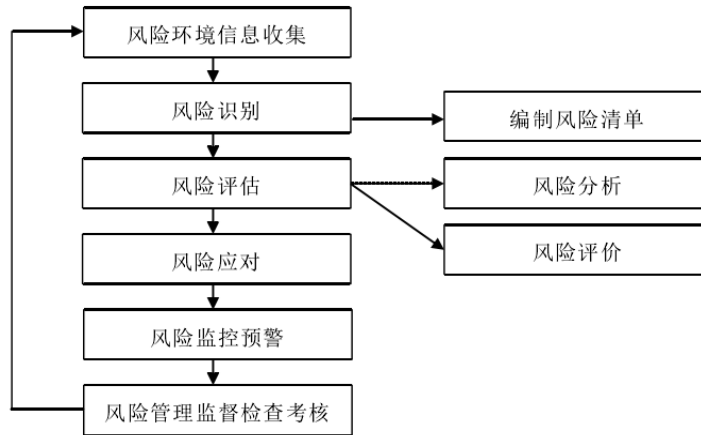 风险环境信息收集
风险识别
编制风险清单
风险评估
风险分析
风险评价
风险应对
风险监控预警
风险管理监督检查考核